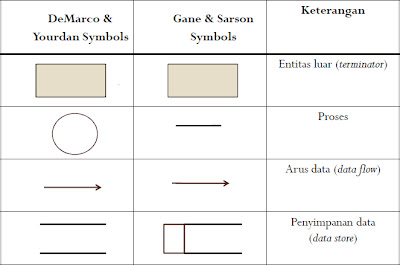 DeMarco &
Yourdan Symbols
Gane & Sarson
Symbols
Keterangan
Entitas luar (terminator)
Proses
Arus data (data flow)
Penyimpanan data
(data store)